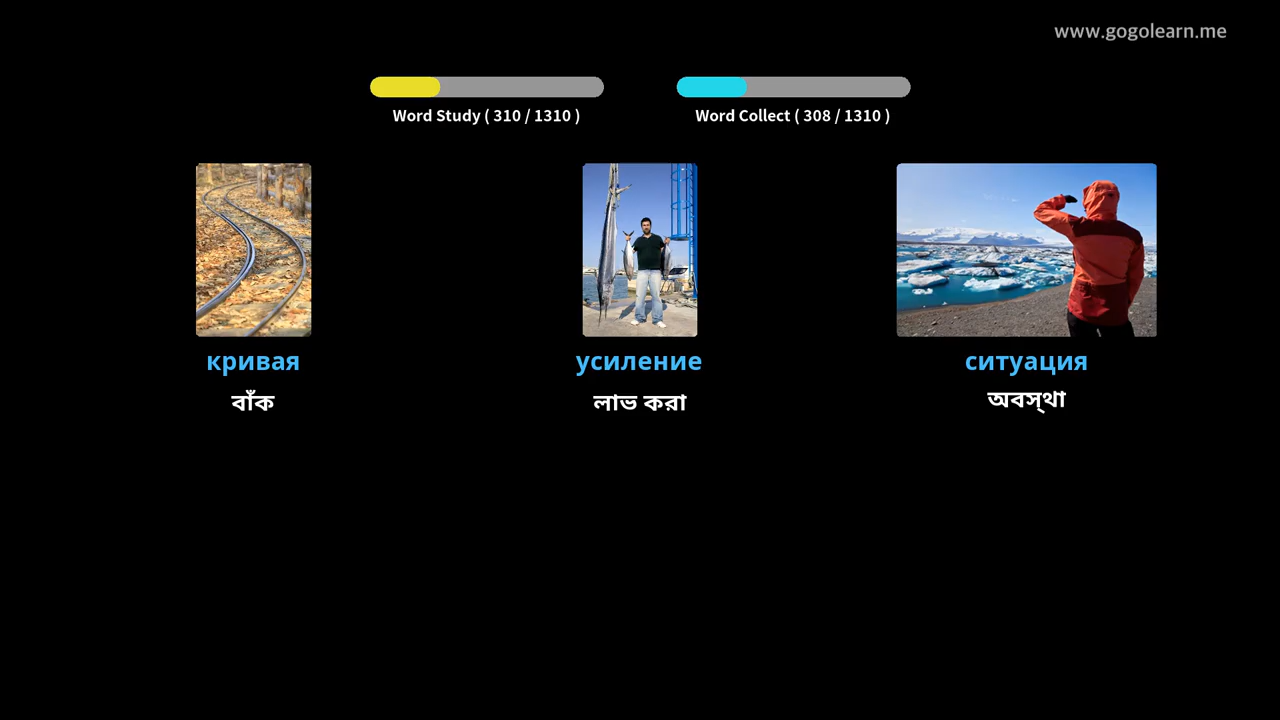 www.gogolearn.me
Word Study ( 310 / 1310 )
Word Collect ( 308 / 1310 )
кривая
усиление
ситуация
বাঁক
লাভ করা
অবস্থা